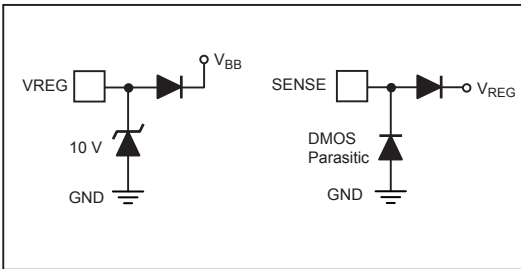 VREG
VBB
10 V
GND
SENSE
VREG
DMOS
Parasitic
GND